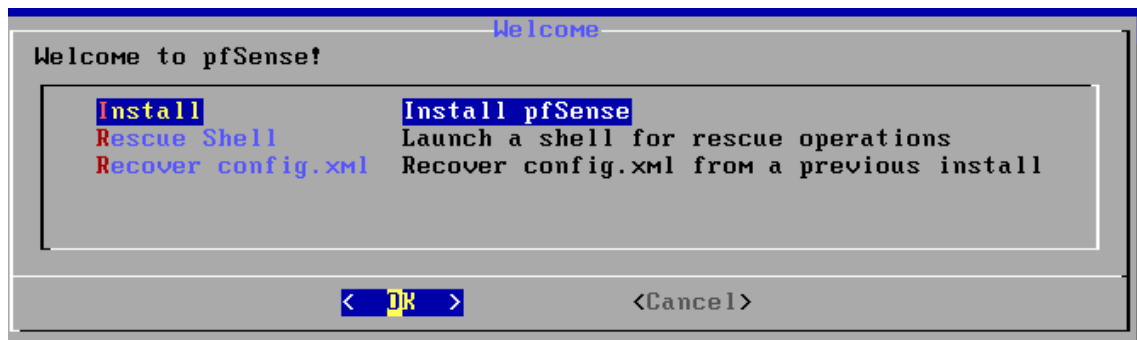 Welcome
Welcome to pfSense!
Install Install pfSense
Rescue Shell Launch a shell for rescue operations
Recover config.xml Recover config.xml from a previous install
< OK > <Cancel>